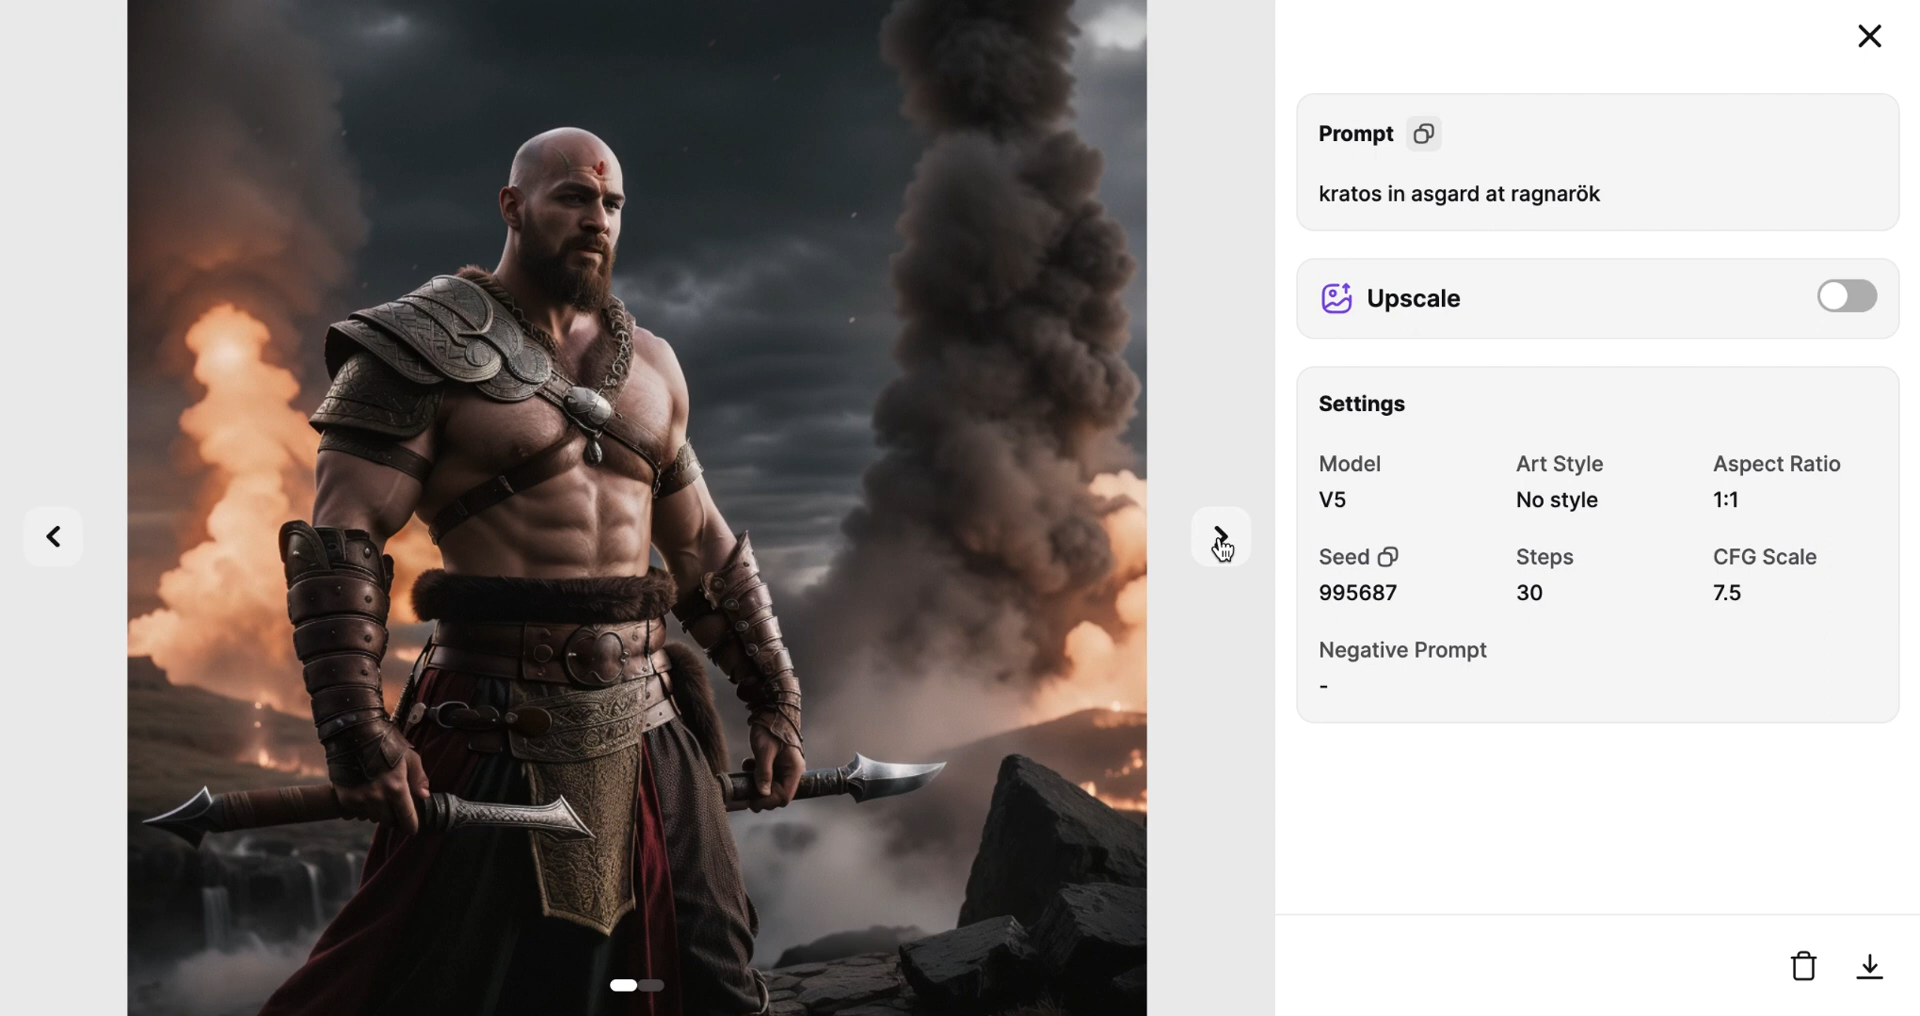 Prompt
kratos in asgard at ragnarök
Upscale
Settings
Model
Art Style
Aspect Ratio
V5
No style
1:1
Seed
Steps
CFG Scale
995687
30
7.5
Negative Prompt
-